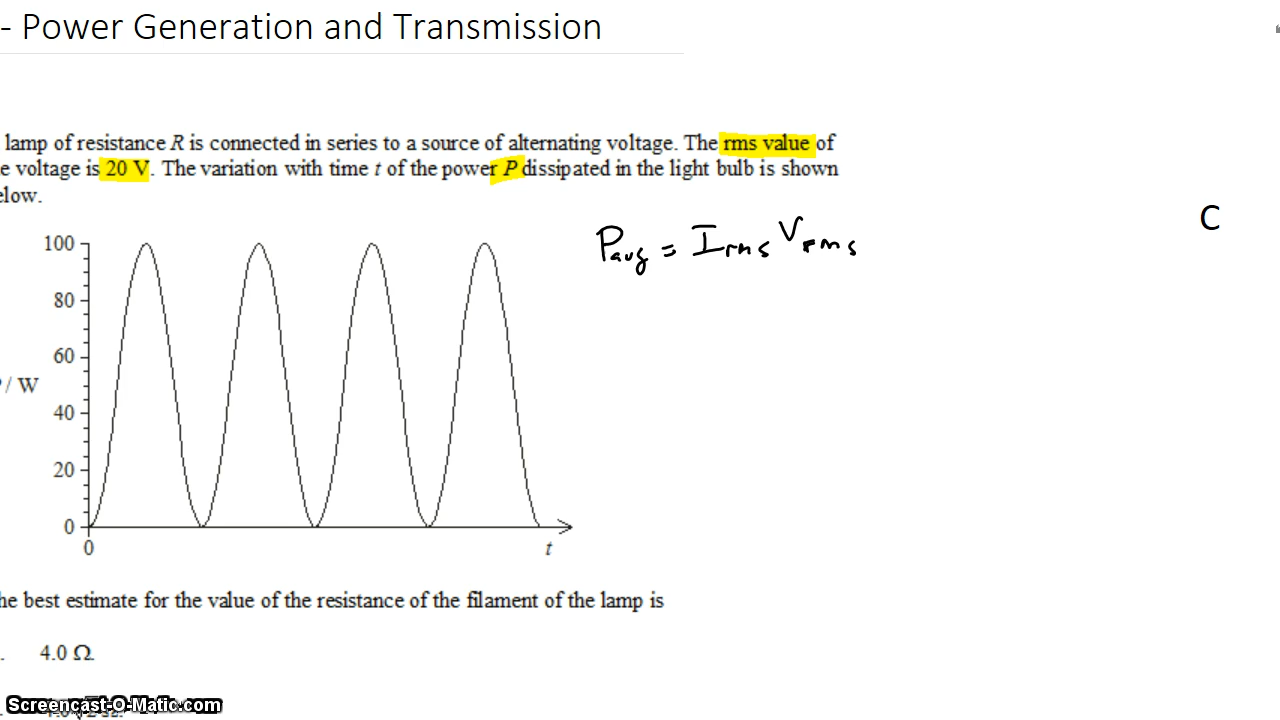 - Power Generation and Transmission
lamp of resistance R is connected in series to a source of alternating voltage. The rms value of
e voltage is 20 V. The variation with time t of the power P dissipated in the light bulb is shown
elow.
P_avg = I_rms V_rms
C
100
80
60
/ W
40
20
0
0
t
he best estimate for the value of the resistance of the filament of the lamp is
. 4.0 Ω.
Screencast-O-Matic.com